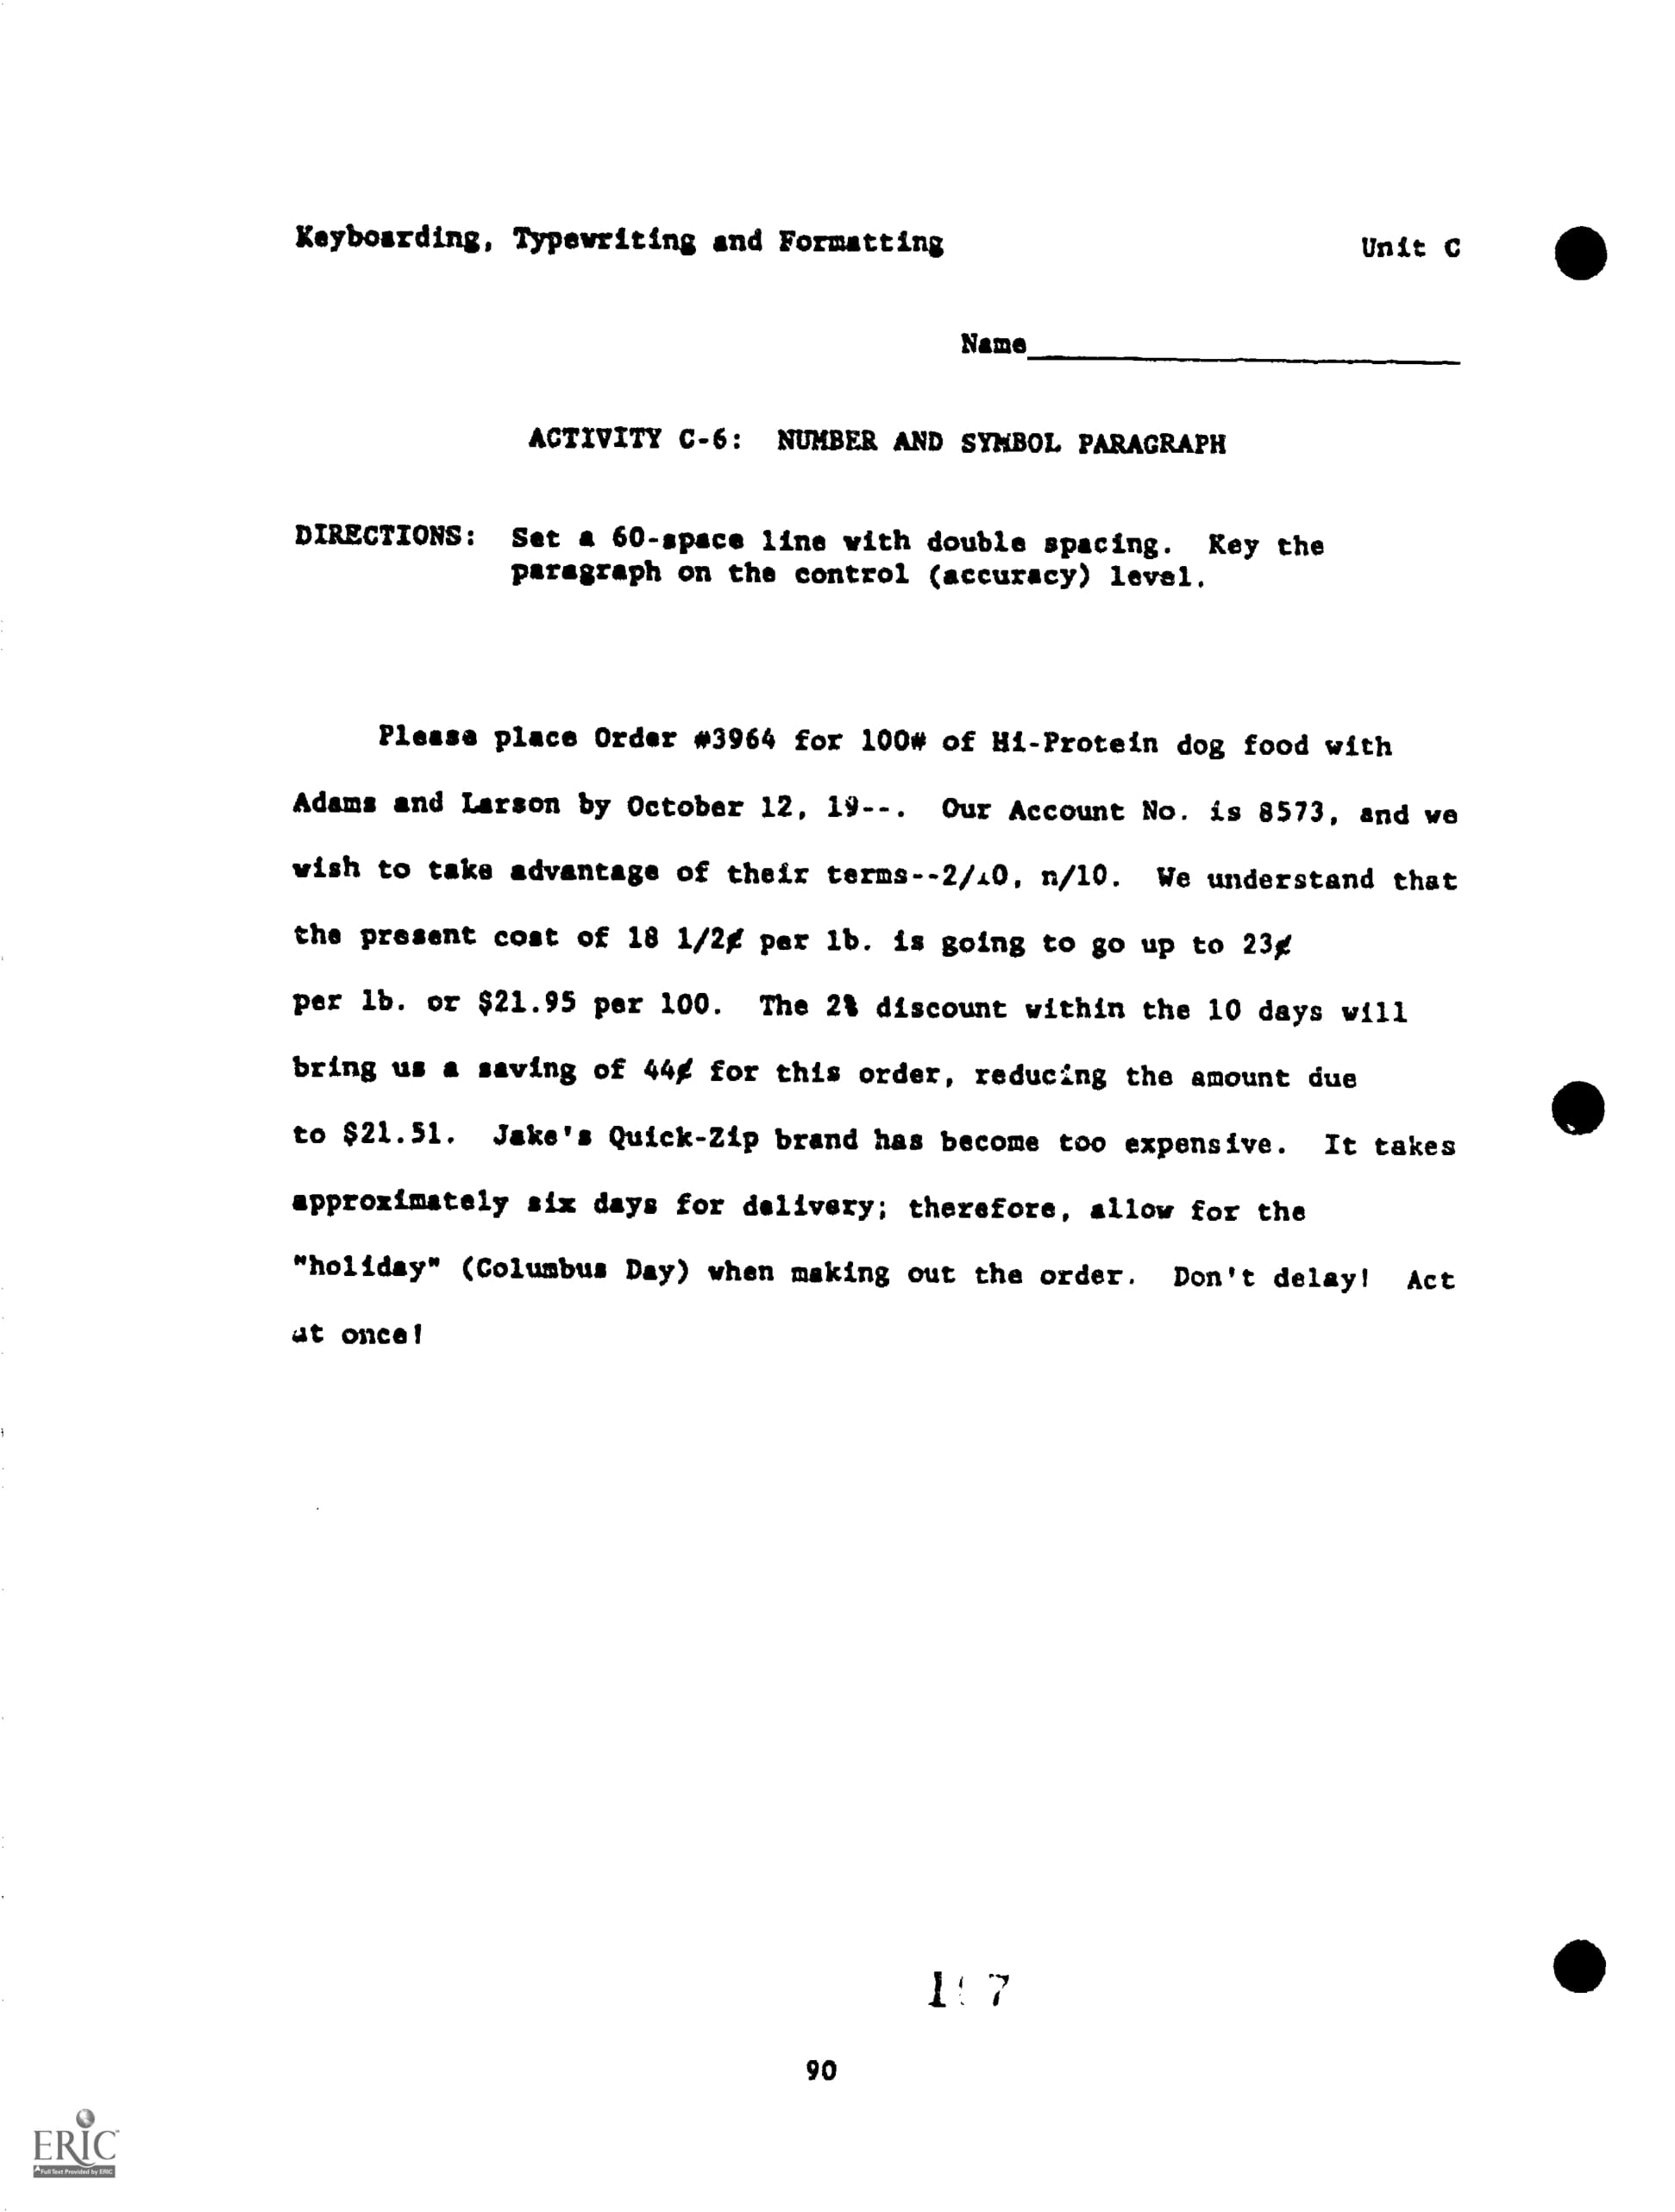 Keyboarding, Typewriting and Formatting
Unit C
Name
ACTIVITY C-6: NUMBER AND SYMBOL PARAGRAPH
DIRECTIONS: Set a 60-space line with double spacing. Key the
paragraph on the control (accuracy) level.
Please place Order #3964 for 100# of Hi-Protein dog food with
Adams and Larson by October 12, 19--. Our Account No. is 8573, and we
wish to take advantage of their terms--2/10, n/10. We understand that
the present cost of 18 1/2¢ per lb. is going to go up to 23¢
per lb. or $21.95 per 100. The 2% discount within the 10 days will
bring us a saving of 44¢ for this order, reducing the amount due
to $21.51. Jake's Quick-Zip brand has become too expensive. It takes
approximately six days for delivery; therefore, allow for the
"holiday" (Columbus Day) when making out the order. Don't delay! Act
at once!
90
ERIC
Full Text Provided by ERIC